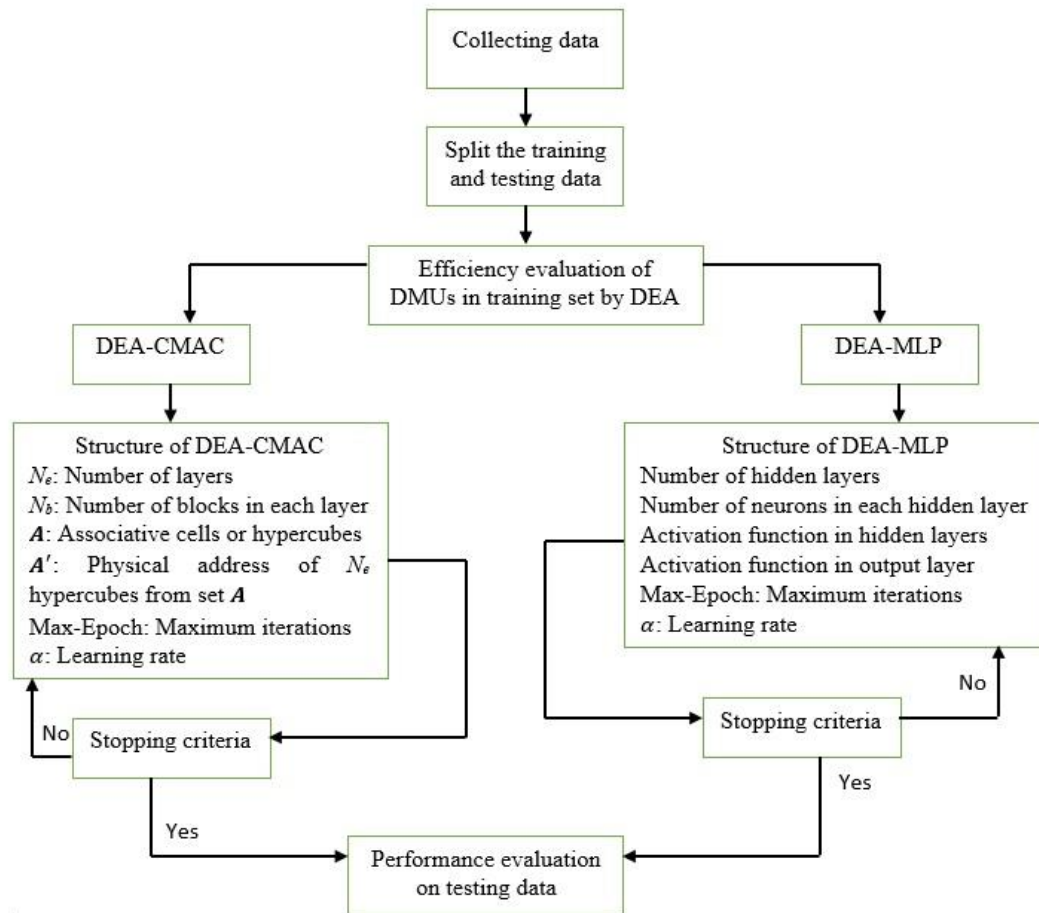 Collecting data
Split the training
and testing data
Efficiency evaluation of
DMUs in training set by DEA
DEA-CMAC
DEA-MLP
Structure of DEA-CMAC
Nₑ: Number of layers
N_b: Number of blocks in each layer
A: Associative cells or hypercubes
A′: Physical address of Nₑ
hypercubes from set A
Max-Epoch: Maximum iterations
α: Learning rate
Structure of DEA-MLP
Number of hidden layers
Number of neurons in each hidden layer
Activation function in hidden layers
Activation function in output layer
Max-Epoch: Maximum iterations
α: Learning rate
No
Stopping criteria
No
Stopping criteria
Yes
Yes
Performance evaluation
on testing data